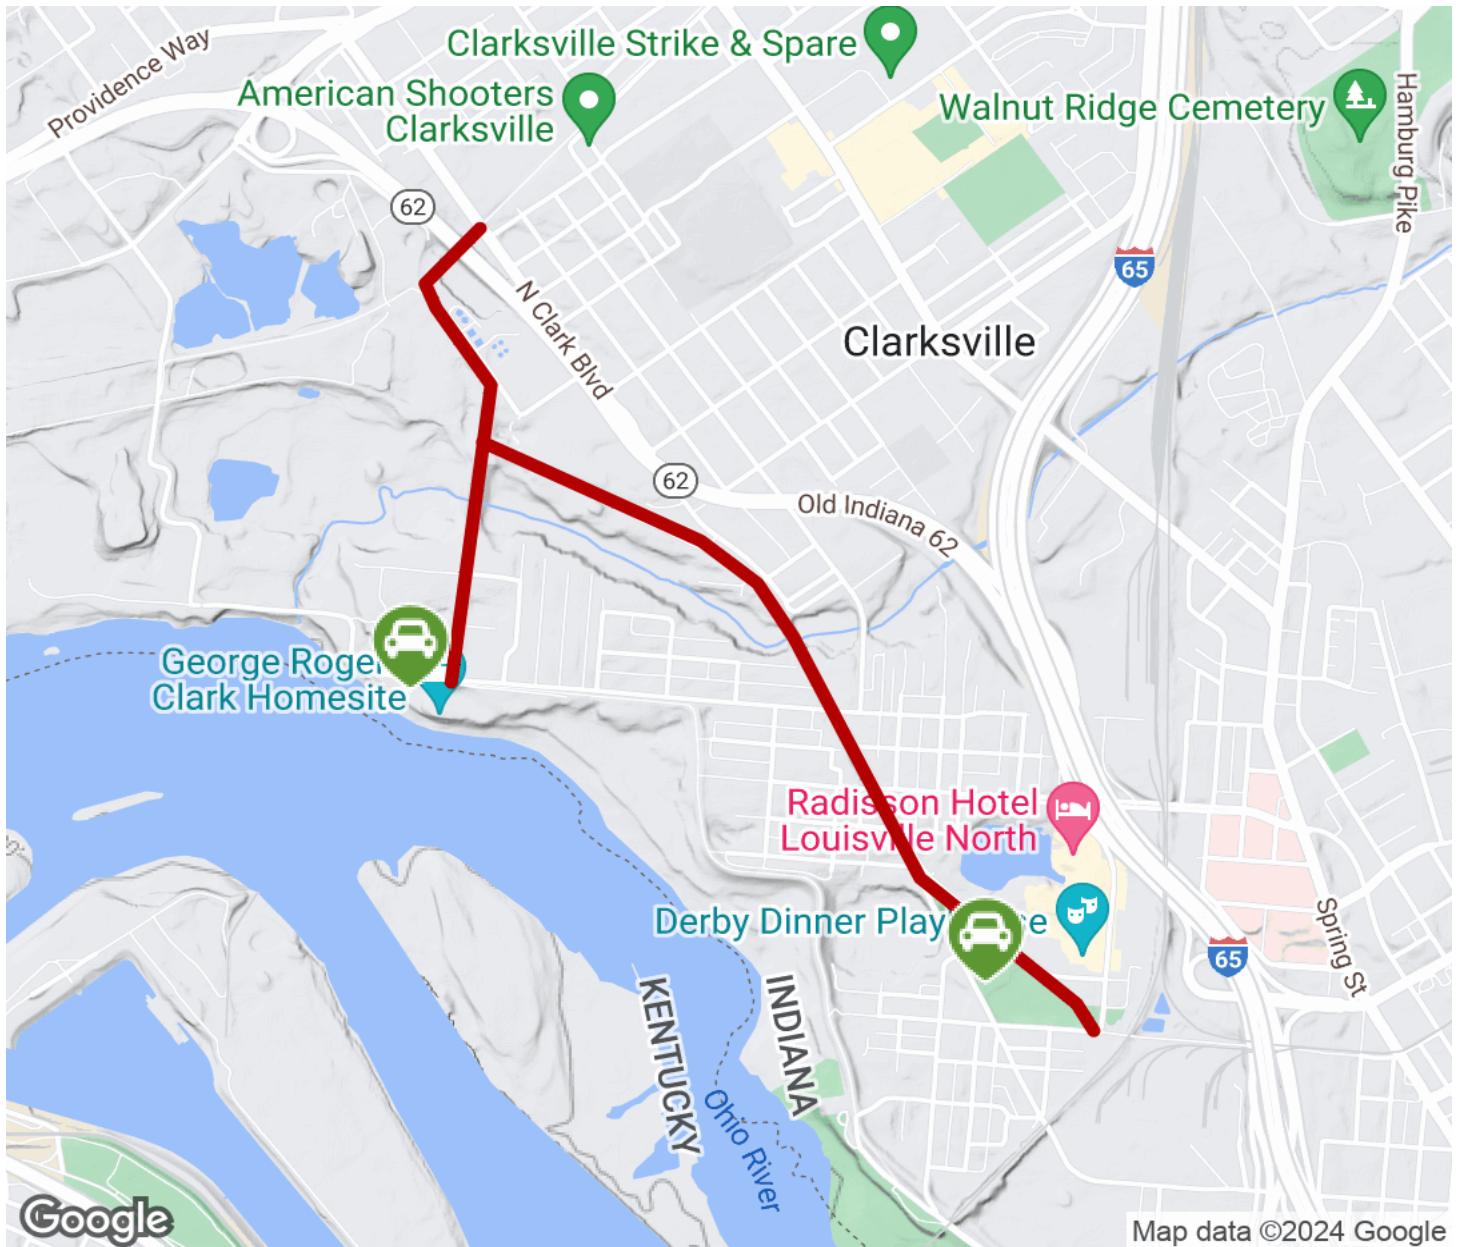 Providence Way
Clarksville Strike & Spare
American Shooters
Clarksville
Walnut Ridge Cemetery
Hamburg Pike
62
65
N Clark Blvd
Clarksville
62
Old Indiana 62
George Roger
Clark Homesite
Radisson Hotel
Louisville North
Derby Dinner Play se
65
Spring St
KENTUCKY
INDIANA
Ohio River
Google
Map data ©2024 Google